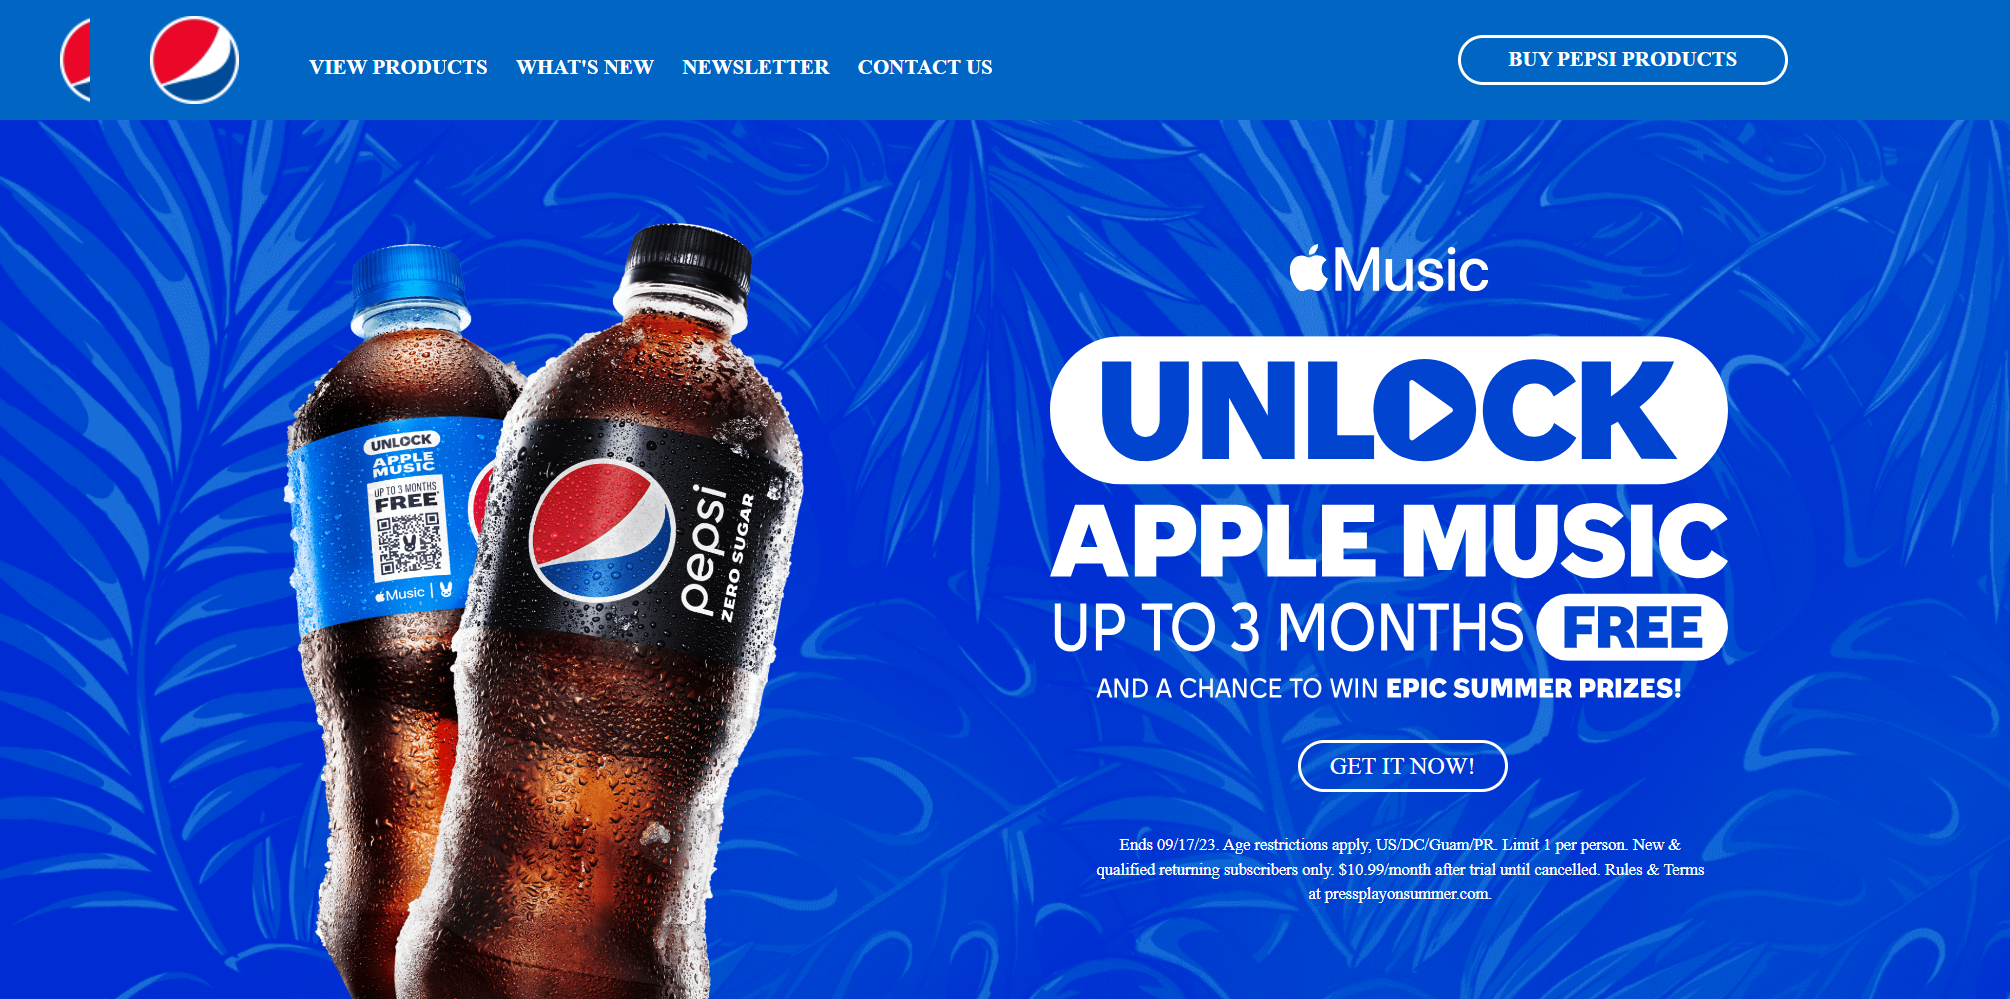 VIEW PRODUCTS WHAT'S NEW NEWSLETTER CONTACT US
BUY PEPSI PRODUCTS
UNLOCK
APPLE
MUSIC
UP TO 3 MONTHS
FREE*
Music
pepsi
ZERO SUGAR
Music
UNLOCK
APPLE MUSIC
UP TO 3 MONTHS FREE
AND A CHANCE TO WIN EPIC SUMMER PRIZES!
GET IT NOW!
Ends 09/17/23. Age restrictions apply, US/DC/Guam/PR. Limit 1 per person. New &
qualified returning subscribers only. $10.99/month after trial until cancelled. Rules & Terms
at pressplayonsummer.com.